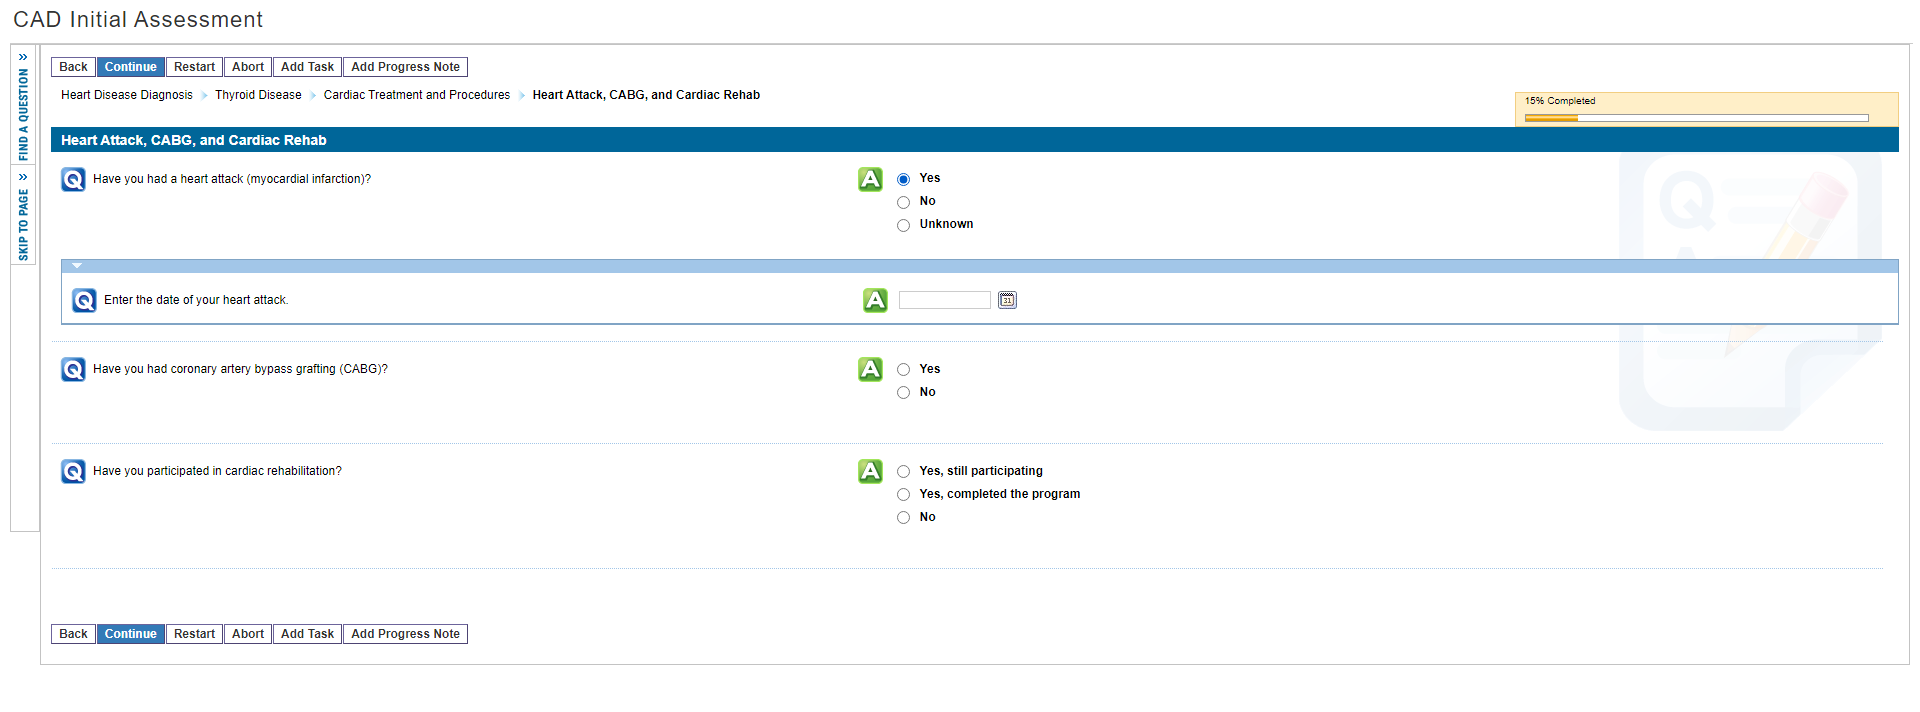 CAD Initial Assessment
FIND A QUESTION »
SKIP TO PAGE »
Back Continue Restart Abort Add Task Add Progress Note
Heart Disease Diagnosis Thyroid Disease Cardiac Treatment and Procedures Heart Attack, CABG, and Cardiac Rehab
15% Completed
Heart Attack, CABG, and Cardiac Rehab
Q Have you had a heart attack (myocardial infarction)? A Yes
No
Unknown
Q Enter the date of your heart attack. A 31
Q Have you had coronary artery bypass grafting (CABG)? A Yes
No
Q Have you participated in cardiac rehabilitation? A Yes, still participating
Yes, completed the program
No
Q
A
Back Continue Restart Abort Add Task Add Progress Note